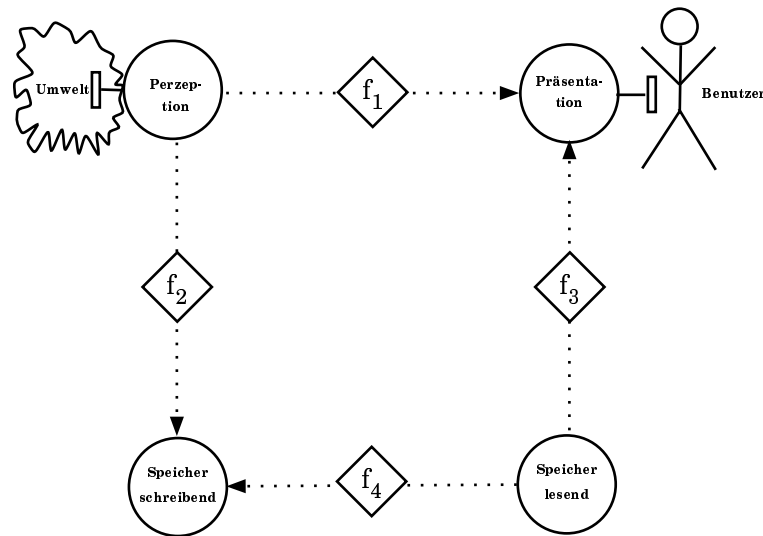 Umwelt
Perzep-
tion
f1
Präsenta-
tion
Benutzer
f2
f3
Speicher
schreibend
f4
Speicher
lesend